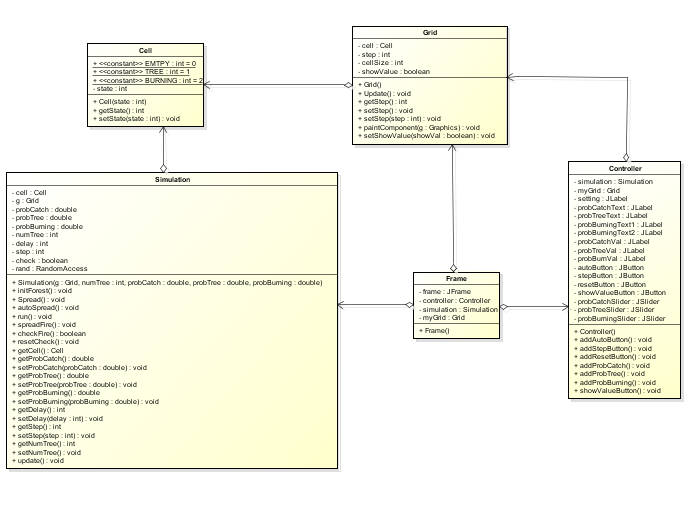 Cell
+ <<constant>> EMTPY : int = 0
+ <<constant>> TREE : int = 1
+ <<constant>> BURNING : int = 2
- state : int
+ Cell(state : int)
+ getState() : int
+ setState(state : int) : void
Grid
- cell : Cell
- step : int
- cellSize : int
- showValue : boolean
+ Grid()
+ Update() : void
+ getStep() : int
+ setStep() : void
+ setStep(step : int) : void
+ paintComponent(g : Graphics) : void
+ setShowValue(showVal : boolean) : void
Simulation
- cell : Cell
- g : Grid
- probCatch : double
- probTree : double
- probBurning : double
- numTree : int
- delay : int
- step : int
- check : boolean
- rand : RandomAccess
+ Simulation(g : Grid, numTree : int, probCatch : double, probTree : double, probBurning : double)
+ initForest() : void
+ Spread() : void
+ autoSpread() : void
+ run() : void
+ spreadFire() : void
+ checkFire() : boolean
+ resetCheck() : void
+ getCell() : Cell
+ getProbCatch() : double
+ setProbCatch(probCatch : double) : void
+ getProbTree() : double
+ setProbTree(probTree : double) : void
+ getProbBurning() : double
+ setProbBurning(probBurning : double) : void
+ getDelay() : int
+ setDelay(delay : int) : void
+ getStep() : int
+ setStep(step : int) : void
+ getNumTree() : int
+ setNumTree() : void
+ update() : void
Frame
- frame : JFrame
- controller : Controller
- simulation : Simulation
- myGrid : Grid
+ Frame()
Controller
- simulation : Simulation
- myGrid : Grid
- setting : JLabel
- probCatchText : JLabel
- probTreeText : JLabel
- probBurningText1 : JLabel
- probBurningText2 : JLabel
- probCatchVal : JLabel
- probTreeVal : JLabel
- probBurnVal : JLabel
- autoButton : JButton
- stepButton : JButton
- resetButton : JButton
- showValueButton : JButton
- probCatchSlider : JSlider
- probTreeSlider : JSlider
- probBurningSlider : JSlider
+ Controller()
+ addAutoButton() : void
+ addStepButton() : void
+ addResetButton() : void
+ addProbCatch() : void
+ addProbTree() : void
+ addProbBurning() : void
+ showValueButton() : void